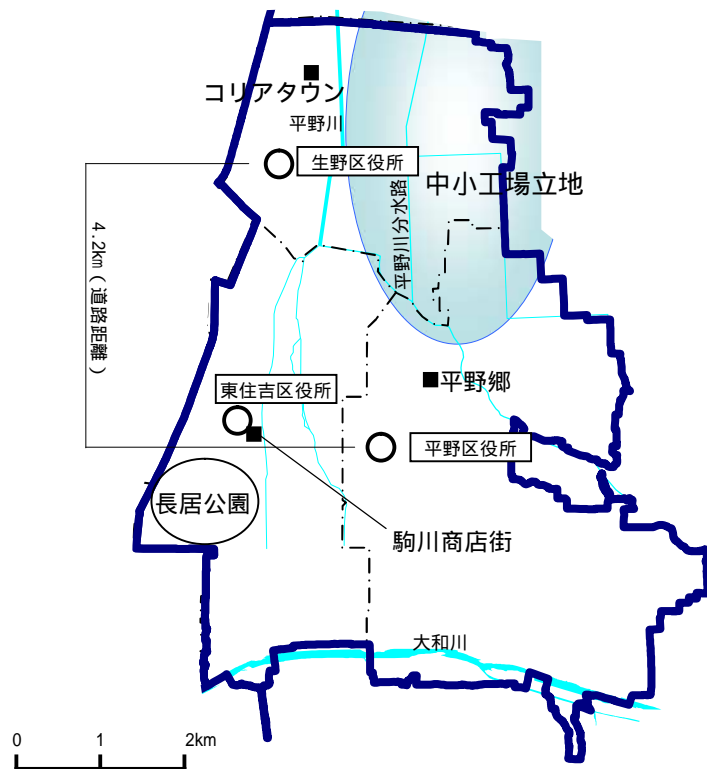 コリアタウン
平野川
生野区役所
中小工場立地
平野川分水路
4.2km(道路距離)
平野郷
東住吉区役所
平野区役所
長居公園
駒川商店街
大和川
0 1 2km